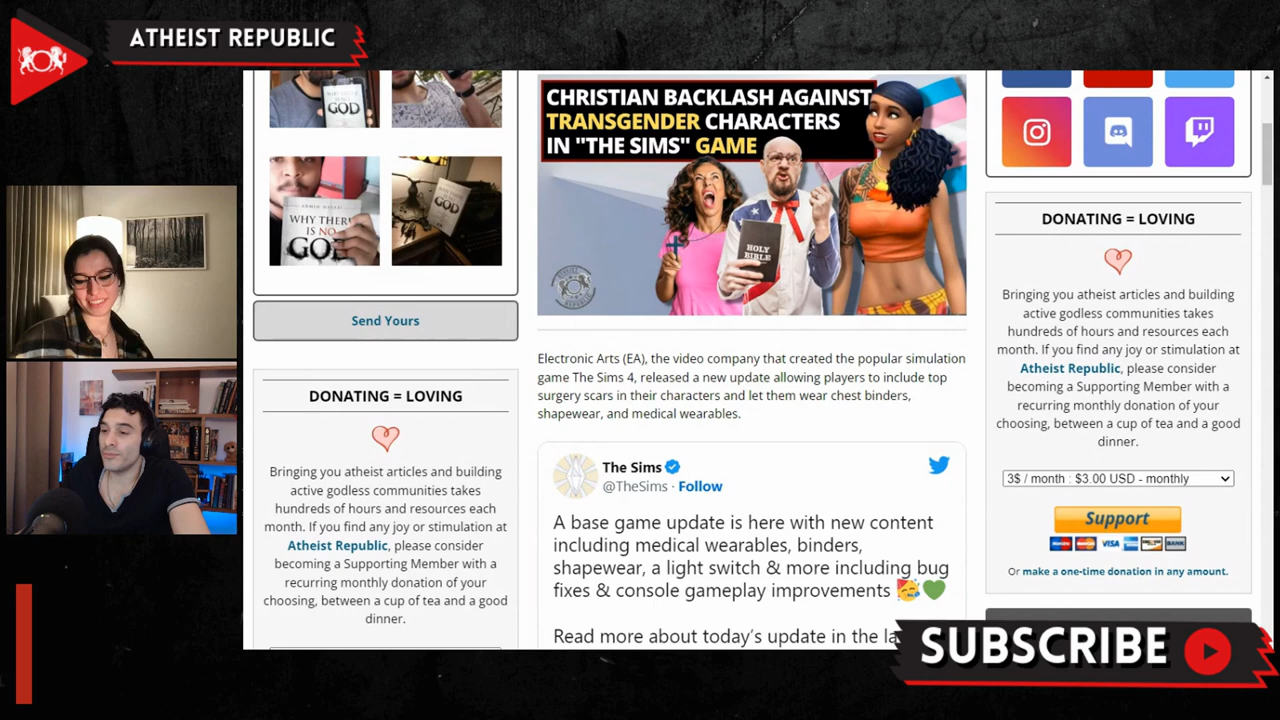 ATHEIST REPUBLIC
GOD
WHY THERE
IS NO
GOD
GOD
Send Yours
DONATING = LOVING
Bringing you atheist articles and building
active godless communities takes
hundreds of hours and resources each
month. If you find any joy or stimulation at
Atheist Republic, please consider
becoming a Supporting Member with a
recurring monthly donation of your
choosing, between a cup of tea and a good
dinner.
CHRISTIAN BACKLASH AGAINST
TRANSGENDER CHARACTERS
IN "THE SIMS" GAME
HOLY
BIBLE
Electronic Arts (EA), the video company that created the popular simulation
game The Sims 4, released a new update allowing players to include top
surgery scars in their characters and let them wear chest binders,
shapewear, and medical wearables.
The Sims
@TheSims · Follow
A base game update is here with new content
including medical wearables, binders,
shapewear, a light switch & more including bug
fixes & console gameplay improvements 🥳💚
Read more about today's update in the
DONATING = LOVING
Bringing you atheist articles and building
active godless communities takes
hundreds of hours and resources each
month. If you find any joy or stimulation at
Atheist Republic, please consider
becoming a Supporting Member with a
recurring monthly donation of your
choosing, between a cup of tea and a good
dinner.
3$ / month : $3.00 USD - monthly
Support
VISA
BANK
Or make a one-time donation in any amount.
SUBSCRIBE